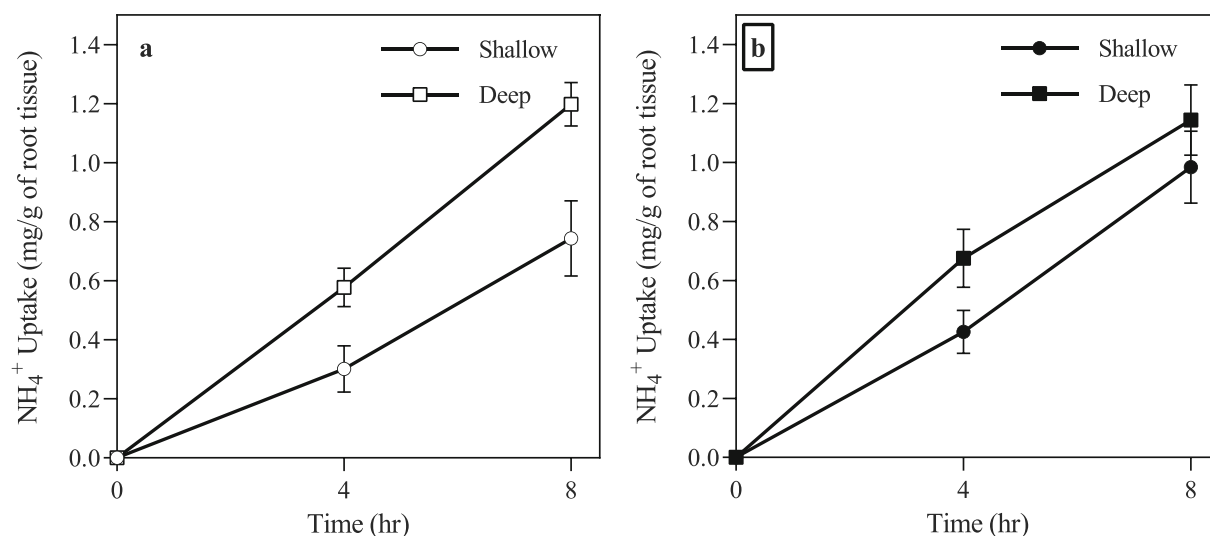 a
Shallow
Deep
NH₄⁺ Uptake (mg/g of root tissue)
1.4
1.2
1.0
0.8
0.6
0.4
0.2
0.0
0
4
8
Time (hr)
b
Shallow
Deep
NH₄⁺ Uptake (mg/g of root tissue)
1.4
1.2
1.0
0.8
0.6
0.4
0.2
0.0
0
4
8
Time (hr)